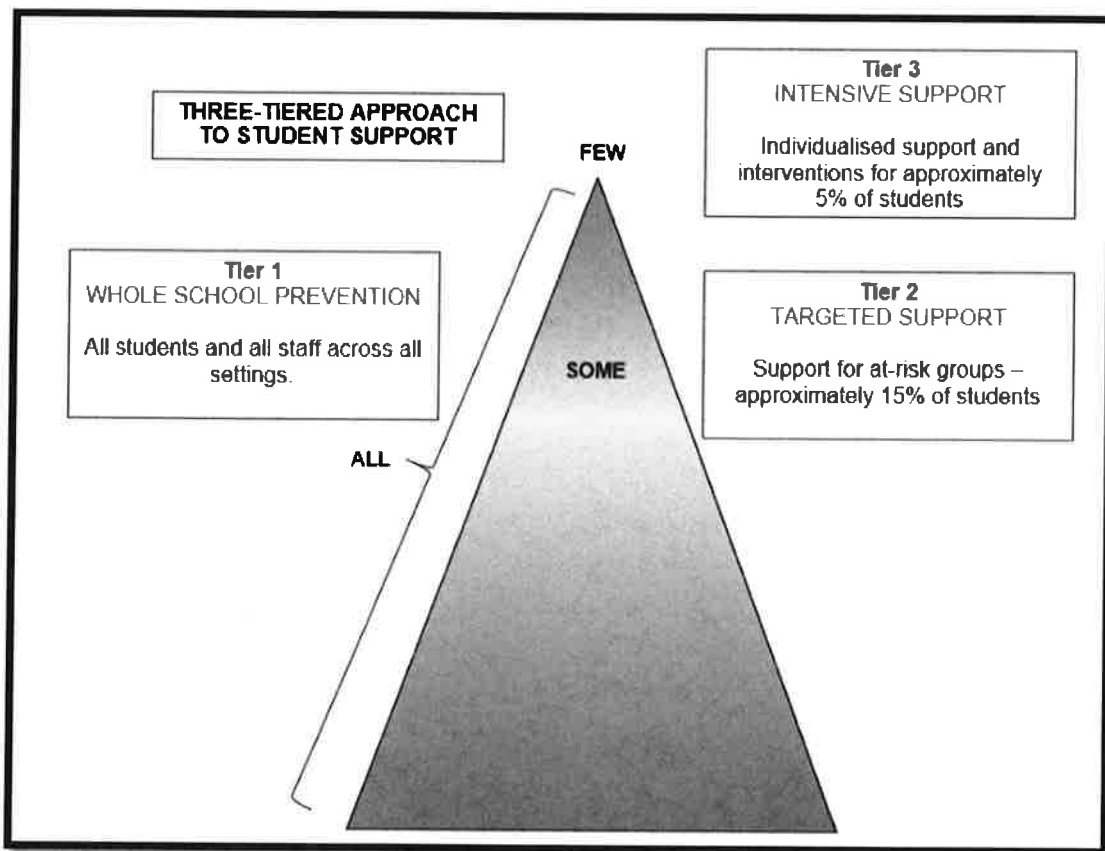 THREE-TIERED APPROACH
TO STUDENT SUPPORT
Tier 3
INTENSIVE SUPPORT
Individualised support and
interventions for approximately
5% of students
FEW
Tier 1
WHOLE SCHOOL PREVENTION
All students and all staff across all
settings.
Tier 2
TARGETED SUPPORT
Support for at-risk groups –
approximately 15% of students
SOME
ALL